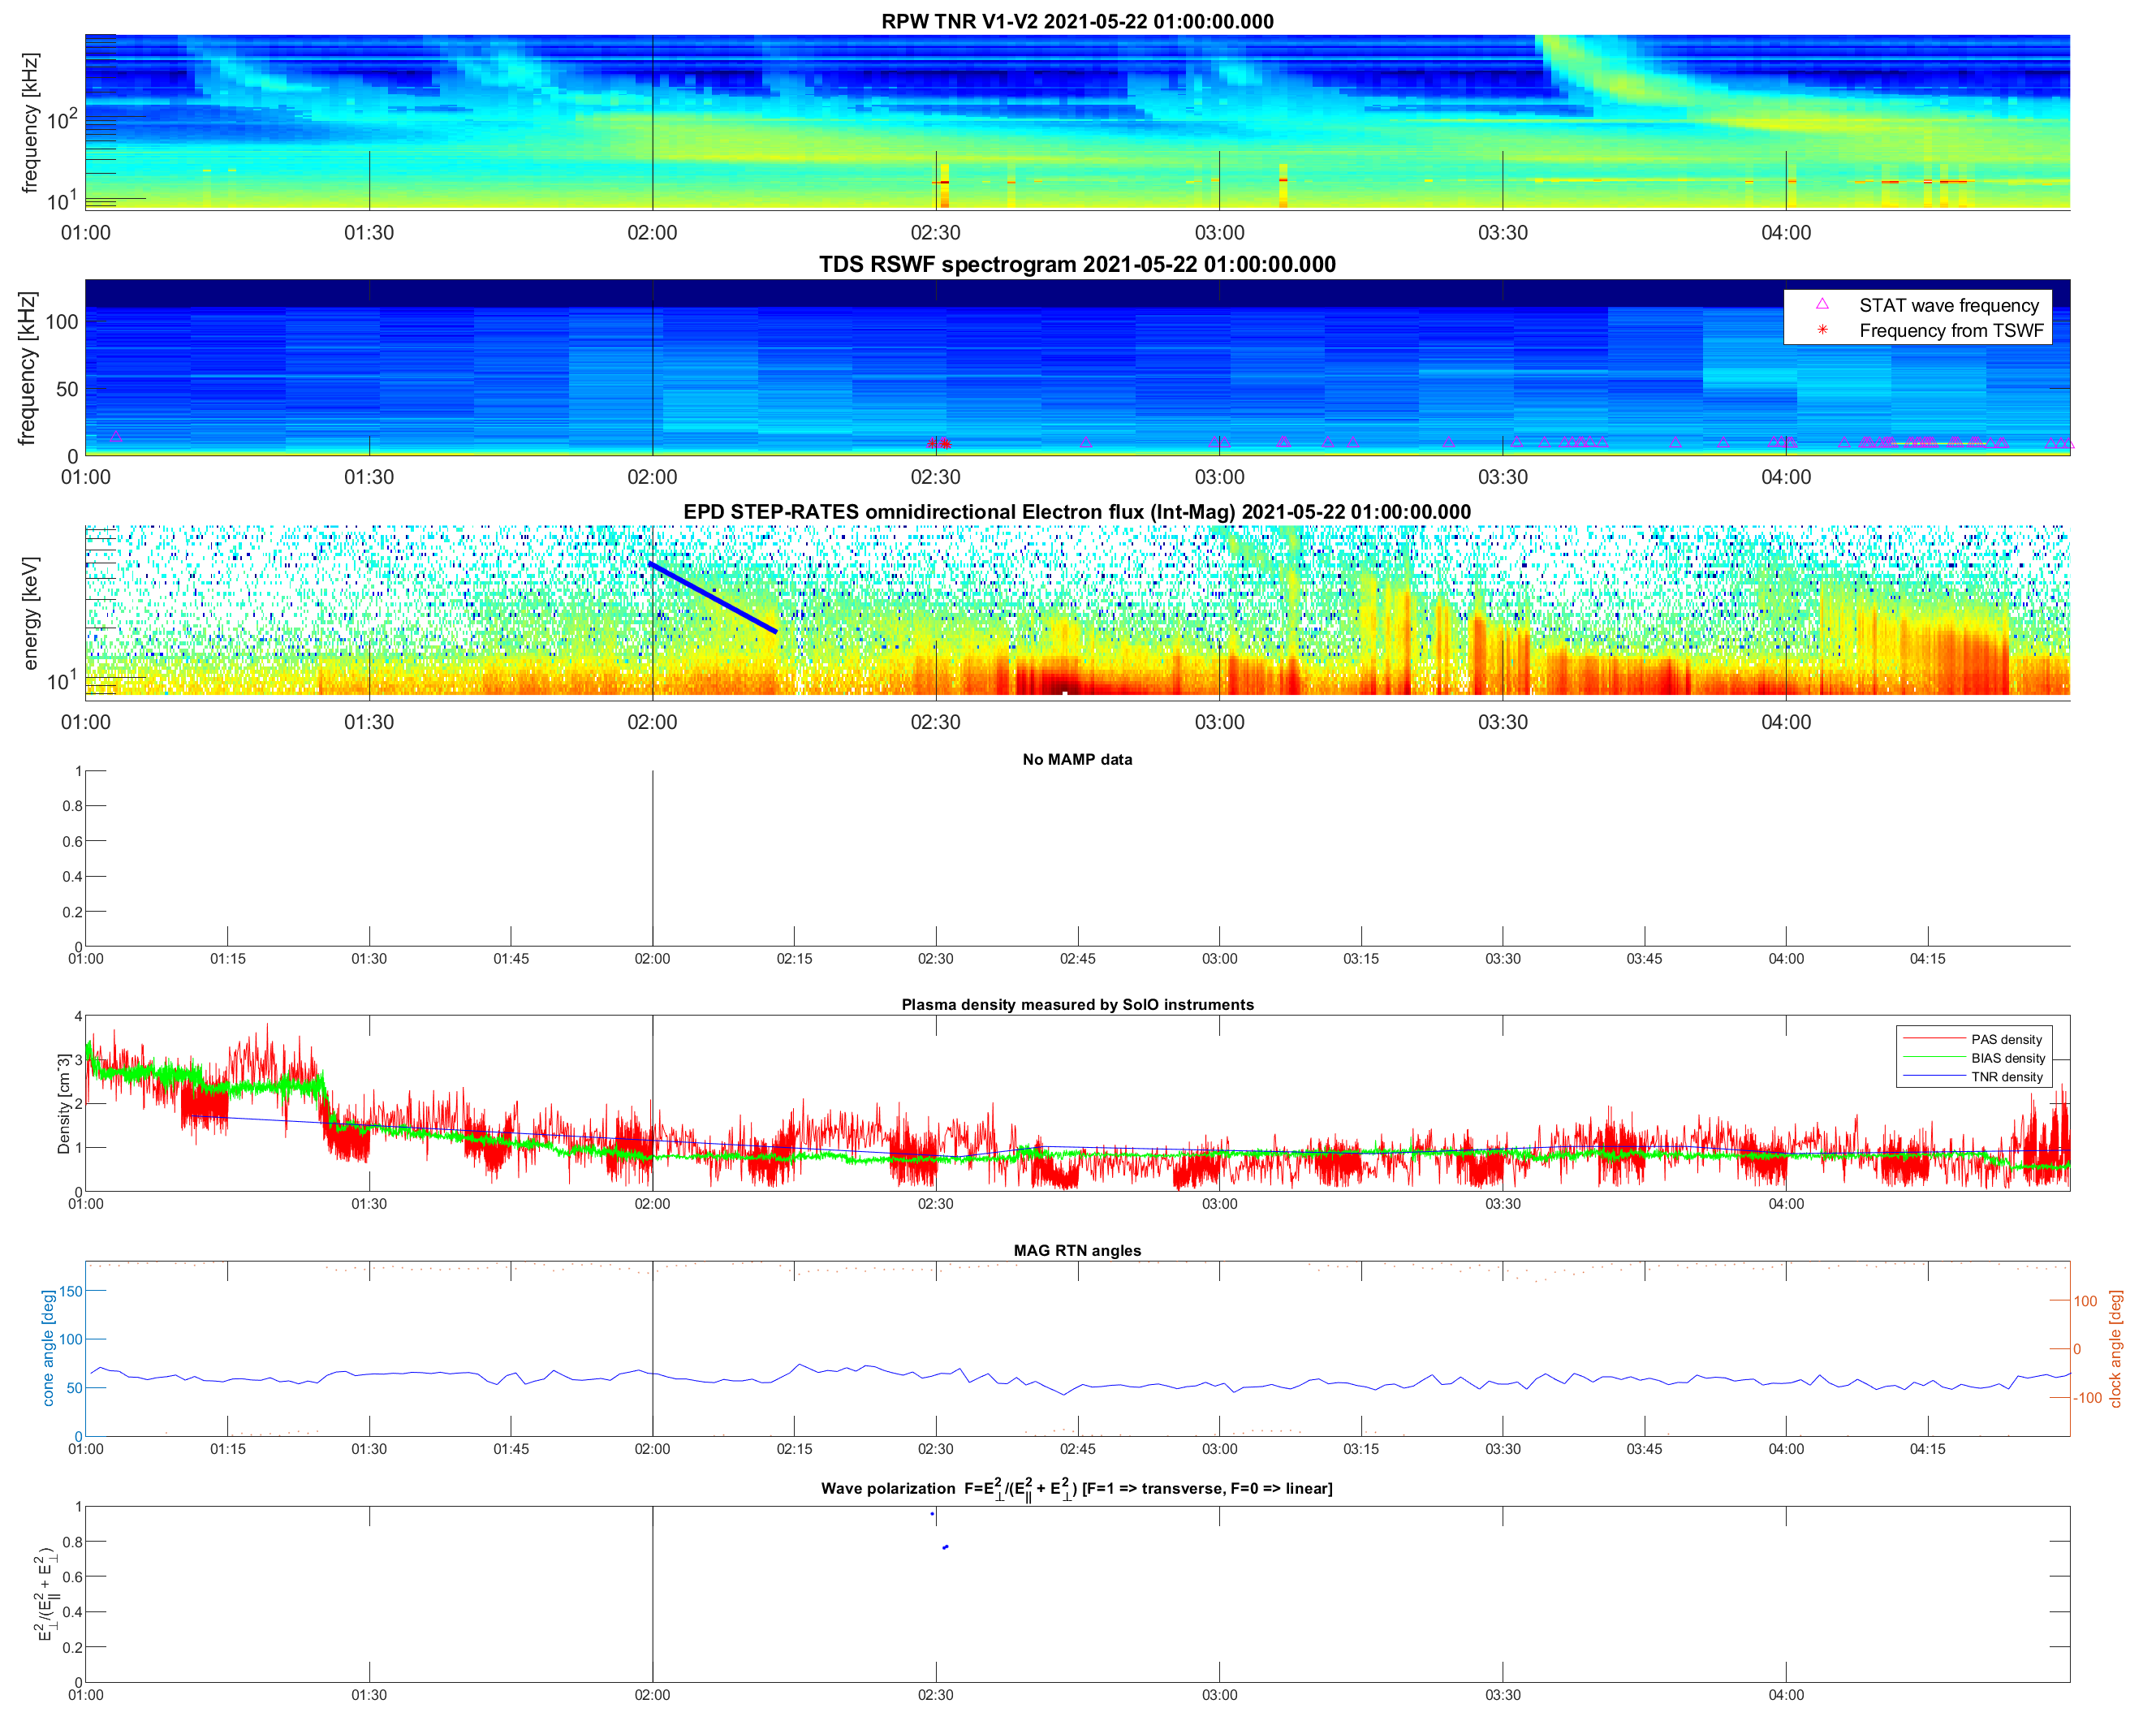 RPW TNR V1-V2 2021-05-22 01:00:00.000
frequency [kHz]
10^2
10^1
01:00 01:30 02:00 02:30 03:00 03:30 04:00
TDS RSWF spectrogram 2021-05-22 01:00:00.000
frequency [kHz]
100
50
0
STAT wave frequency
Frequency from TSWF
01:00 01:30 02:00 02:30 03:00 03:30 04:00
EPD STEP-RATES omnidirectional Electron flux (Int-Mag) 2021-05-22 01:00:00.000
energy [keV]
10^1
01:00 01:30 02:00 02:30 03:00 03:30 04:00
No MAMP data
1
0.8
0.6
0.4
0.2
0
01:00 01:15 01:30 01:45 02:00 02:15 02:30 02:45 03:00 03:15 03:30 03:45 04:00 04:15
Plasma density measured by SolO instruments
Density [cm^-3]
4
3
2
1
0
PAS density
BIAS density
TNR density
01:00 01:30 02:00 02:30 03:00 03:30 04:00
MAG RTN angles
cone angle [deg]
150
100
50
0
clock angle [deg]
100
0
-100
01:00 01:15 01:30 01:45 02:00 02:15 02:30 02:45 03:00 03:15 03:30 03:45 04:00 04:15
Wave polarization F=E⊥^2/(E||^2 + E⊥^2) [F=1 => transverse, F=0 => linear]
E⊥^2/(E||^2 + E⊥^2)
1
0.8
0.6
0.4
0.2
0
01:00 01:30 02:00 02:30 03:00 03:30 04:00